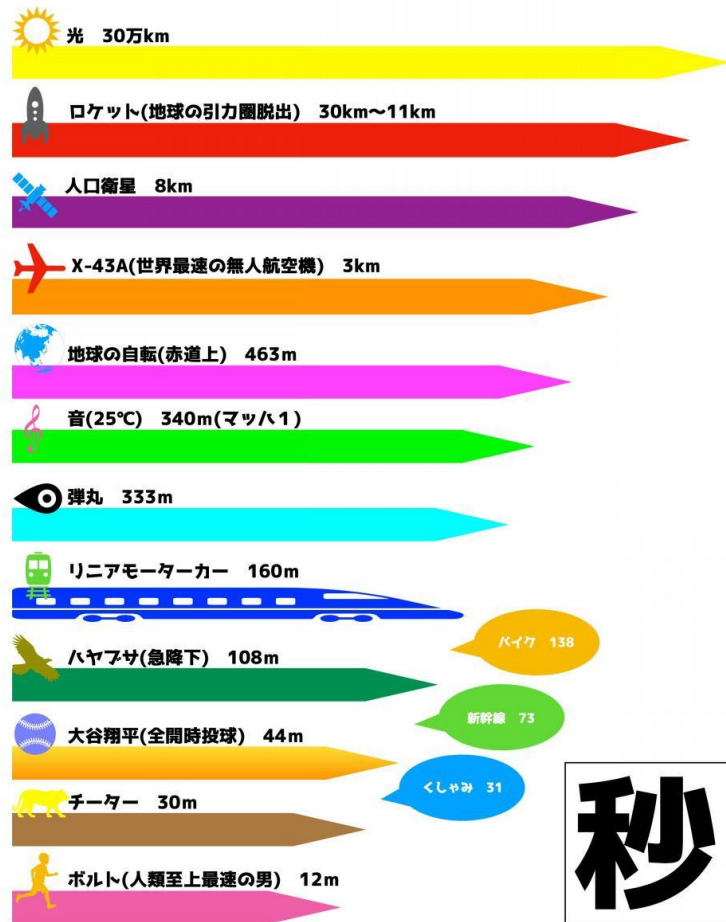 光 30万km
ロケット(地球の引力圏脱出) 30km〜11km
人口衛星 8km
X-43A(世界最速の無人航空機) 3km
地球の自転(赤道上) 463m
音(25℃) 340m(マッハ1)
弾丸 333m
リニアモーターカー 160m
バイク 138
ハヤブサ(急降下) 108m
新幹線 73
大谷翔平(全開時投球) 44m
くしゃみ 31
チーター 30m
ボルト(人類至上最速の男) 12m
秒